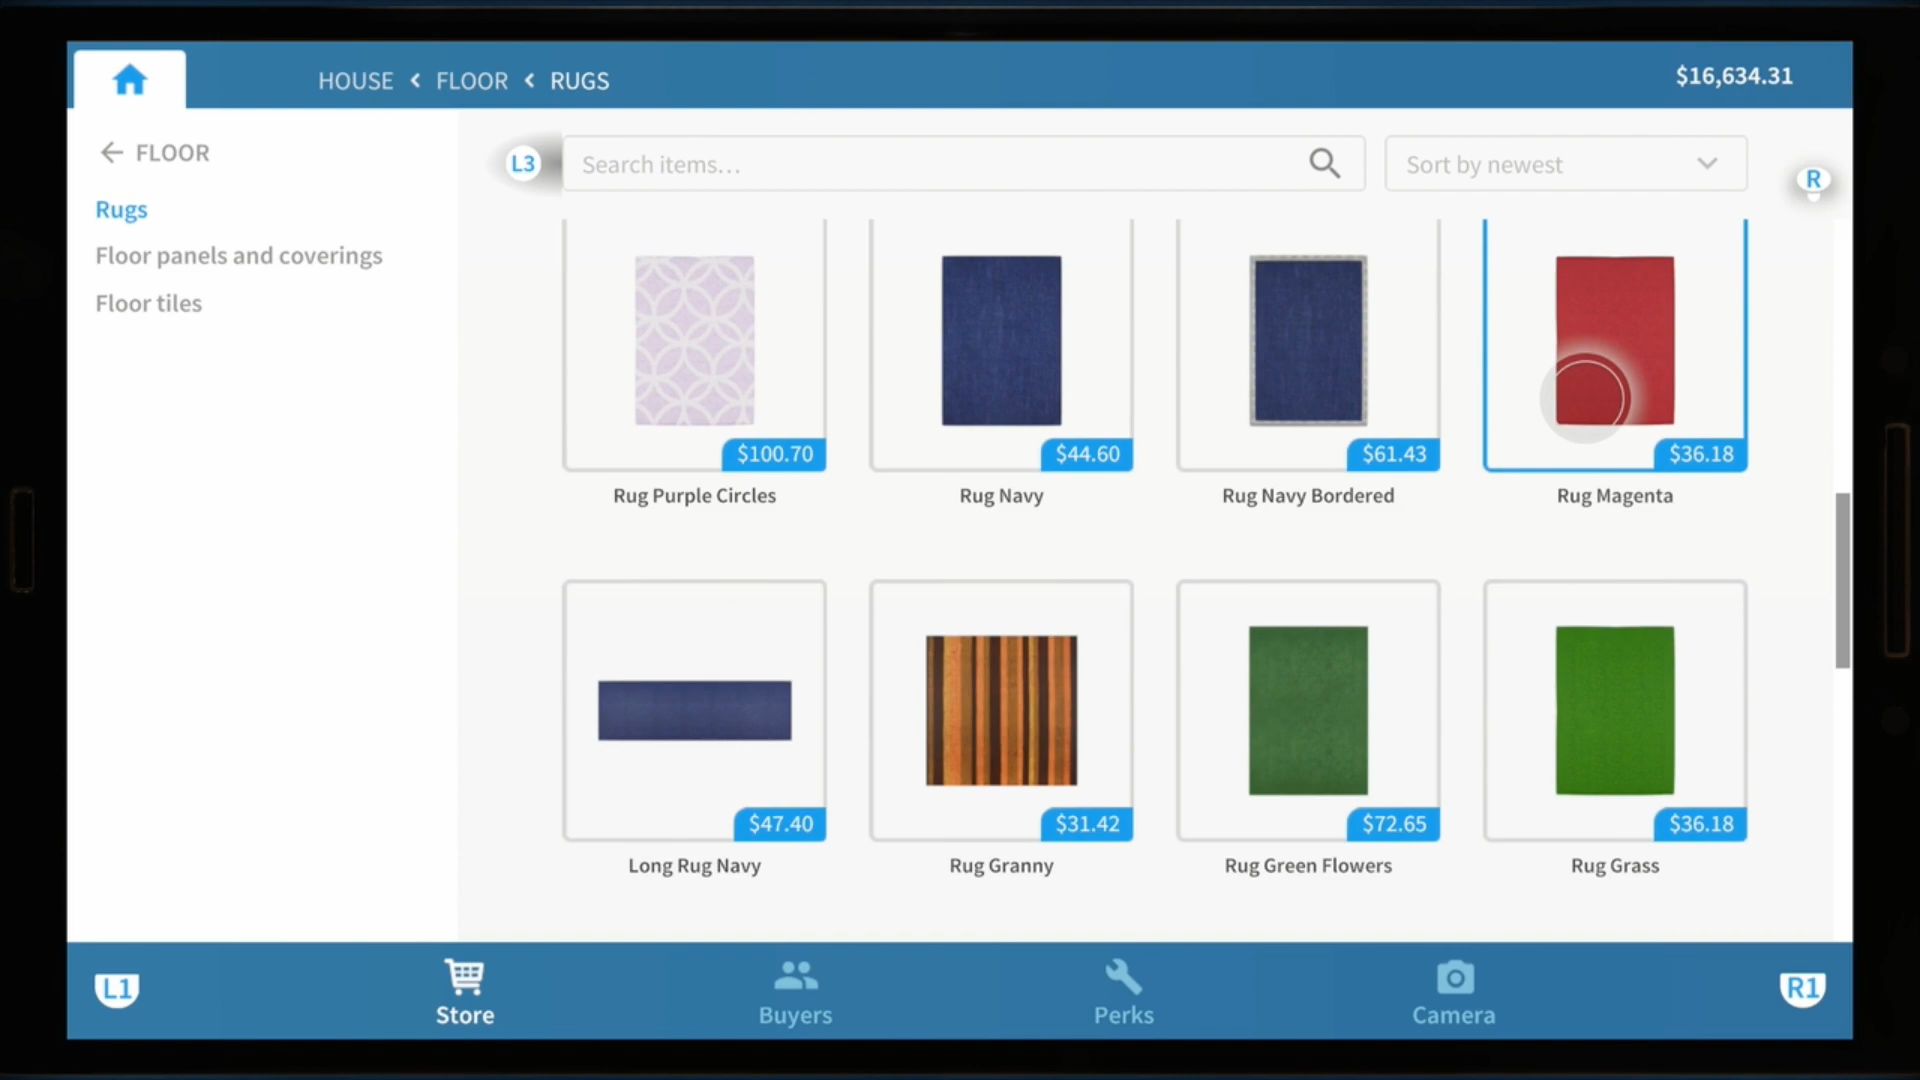 HOUSE < FLOOR < RUGS
$16,634.31
FLOOR
Rugs
Floor panels and coverings
Floor tiles
L3
Search items...
Sort by newest
R
$100.70
$44.60
$61.43
$36.18
Rug Purple Circles
Rug Navy
Rug Navy Bordered
Rug Magenta
$47.40
$31.42
$72.65
$36.18
Long Rug Navy
Rug Granny
Rug Green Flowers
Rug Grass
L1
Store
Buyers
Perks
Camera
R1